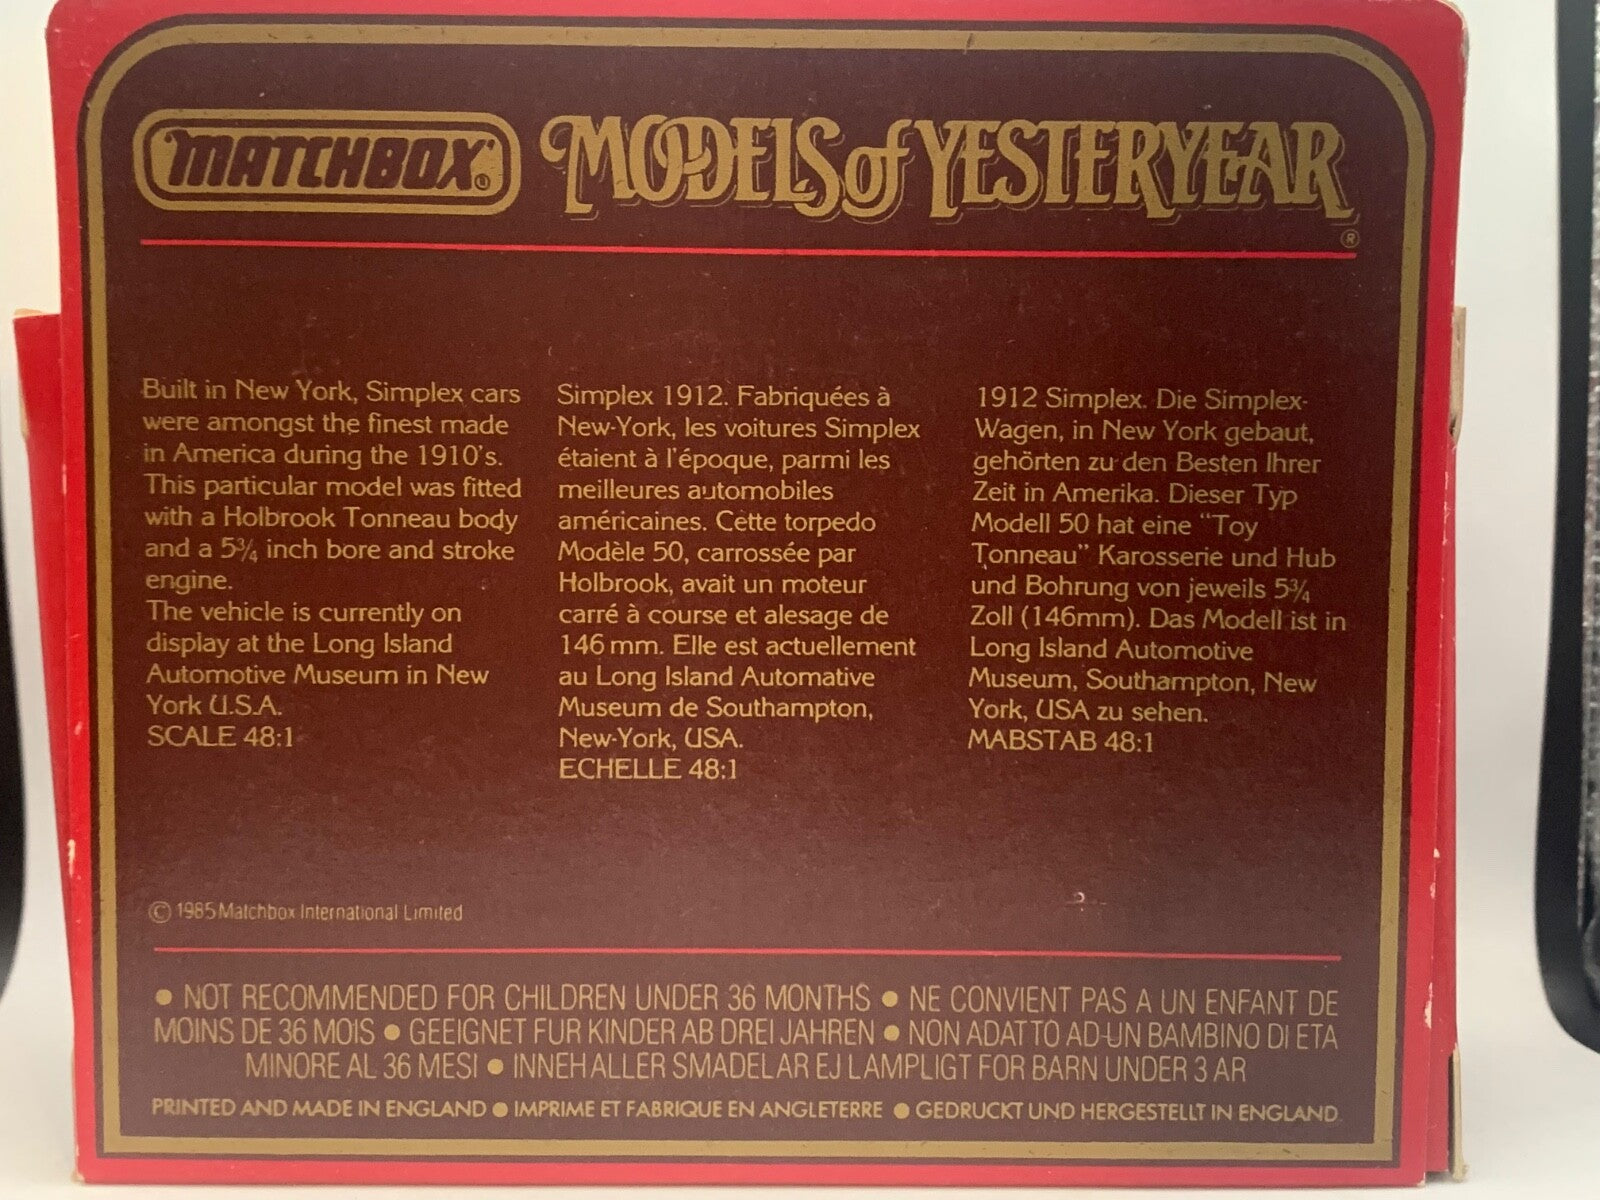 MATCHBOX
MODELS of YESTERYEAR
®
Built in New York, Simplex cars
were amongst the finest made
in America during the 1910's.
This particular model was fitted
with a Holbrook Tonneau body
and a 5¾ inch bore and stroke
engine.
The vehicle is currently on
display at the Long Island
Automotive Museum in New
York U.S.A.
SCALE 48:1
Simplex 1912. Fabriquées à
New-York, les voitures Simplex
étaient à l'époque, parmi les
meilleures automobiles
américaines. Cétte torpedo
Modèle 50, carrossée par
Holbrook, avait un moteur
carré à course et alesage de
146 mm. Elle est actuellement
au Long Island Automative
Museum de Southampton,
New-York, USA.
ECHELLE 48:1
1912 Simplex. Die Simplex-
Wagen, in New York gebaut,
gehörten zu den Besten Ihrer
Zeit in Amerika. Dieser Typ
Modell 50 hat eine "Toy
Tonneau" Karosserie und Hub
und Bohrung von jeweils 5¾
Zoll (146mm). Das Modell ist in
Long Island Automotive
Museum, Southampton, New
York, USA zu sehen.
MABSTAB 48:1
© 1985 Matchbox International Limited
● NOT RECOMMENDED FOR CHILDREN UNDER 36 MONTHS ● NE CONVIENT PAS A UN ENFANT DE
MOINS DE 36 MOIS ● GEEIGNET FUR KINDER AB DREI JAHREN ● NON ADATTO AD-UN BAMBINO DI ETA
MINORE AL 36 MESI ● INNEHALLER SMADELAR EJ LAMPLIGT FOR BARN UNDER 3 AR
PRINTED AND MADE IN ENGLAND ● IMPRIME ET FABRIQUE EN ANGLETERRE ● GEDRUCKT UND HERGESTELLT IN ENGLAND